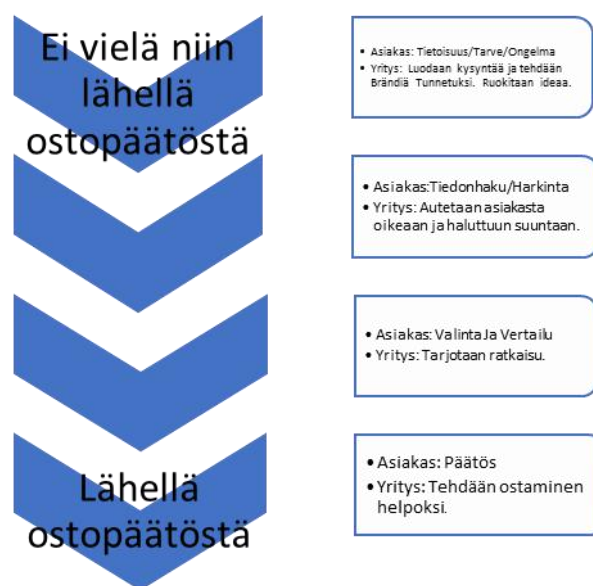 Ei vielä niin
lähellä
ostopäätöstä
• Asiakas: Tietoisuus/Tarve/Ongelma
• Yritys: Luodaan kysyntää ja tehdään
Brändiä Tunnetuksi. Ruokitaan ideaa.
• Asiakas:Tiedonhaku/Harkinta
• Yritys: Autetaan asiakasta
oikeaan ja haluttuun suuntaan.
• Asiakas: Valinta Ja Vertailu
• Yritys: Tarjotaan ratkaisu.
Lähellä
ostopäätöstä
• Asiakas: Päätös
• Yritys: Tehdään ostaminen
helpoksi.